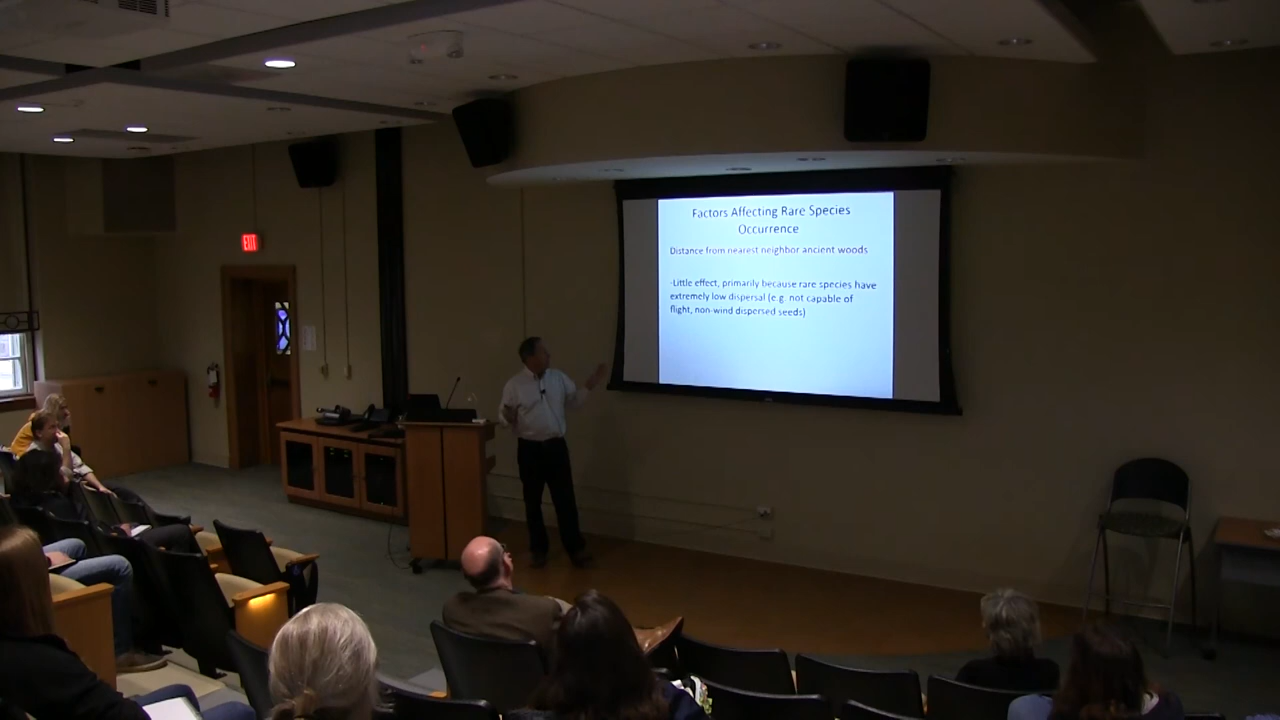 EXIT
Factors Affecting Rare Species
Occurrence
Distance from nearest neighbor ancient woods
-Little effect, primarily because rare species have
extremely low dispersal (e.g. not capable of
flight, non-wind dispersed seeds)